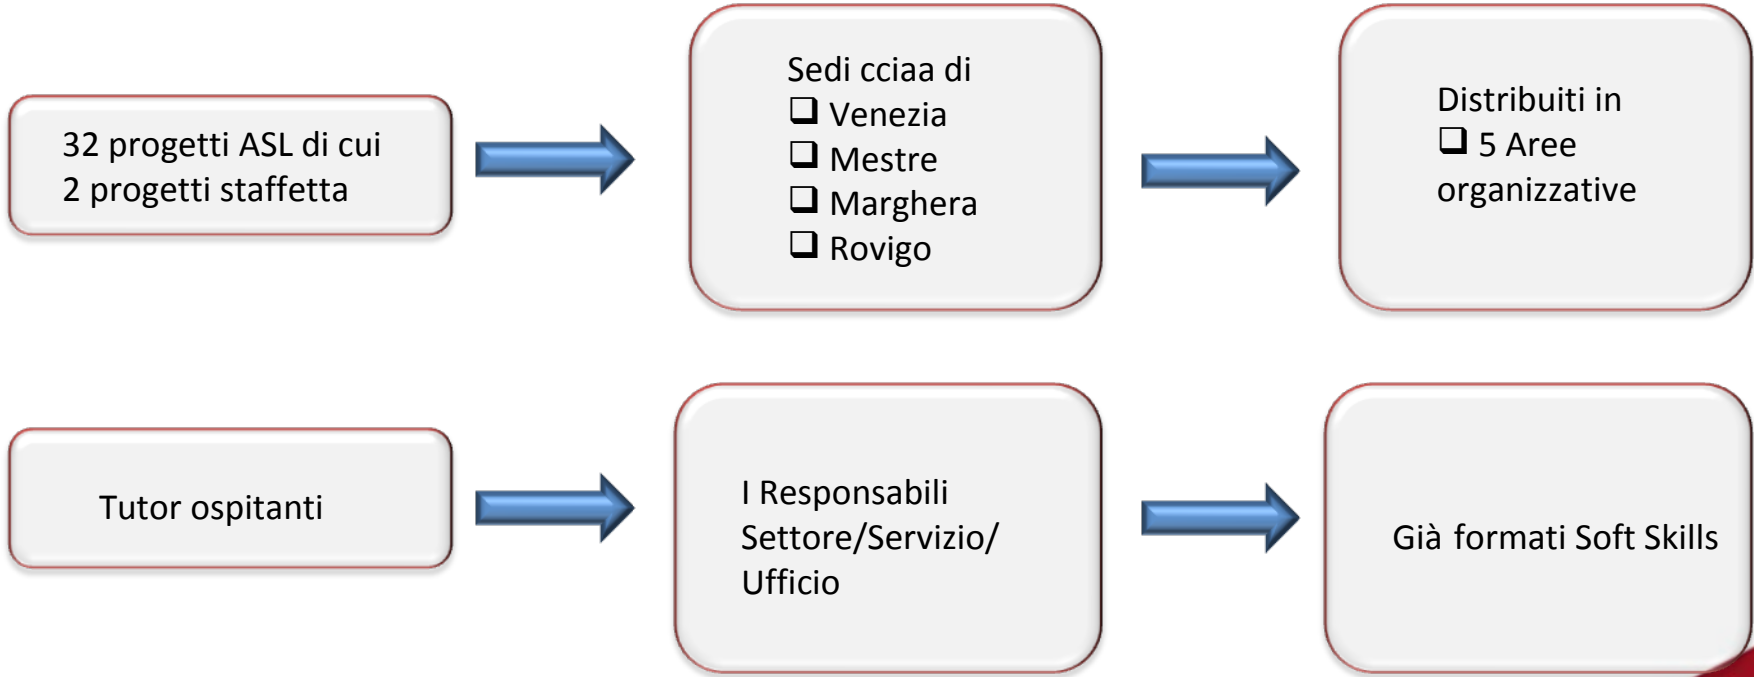 32 progetti ASL di cui
2 progetti staffetta
Sedi cciaa di
❑ Venezia
❑ Mestre
❑ Marghera
❑ Rovigo
Distribuiti in
❑ 5 Aree
organizzative
Tutor ospitanti
I Responsabili
Settore/Servizio/
Ufficio
Già formati Soft Skills